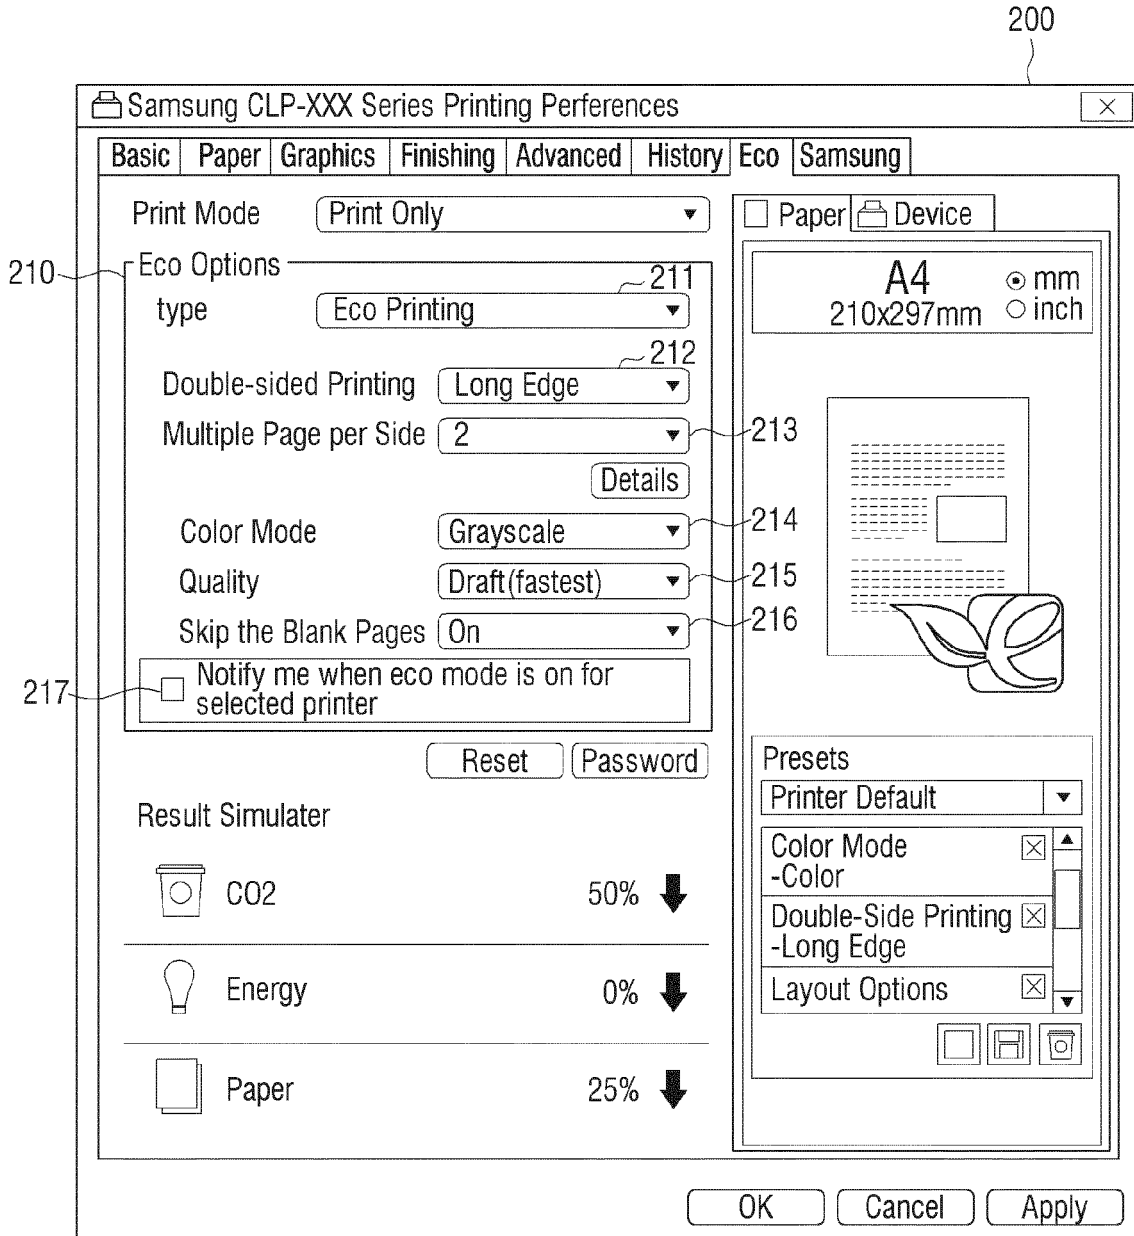 200
Samsung CLP-XXX Series Printing Perferences
Basic Paper Graphics Finishing Advanced History Eco Samsung
Print Mode Print Only
210
Eco Options
211
type Eco Printing
212
Double-sided Printing Long Edge
Multiple Page per Side 2 213
Details
Color Mode Grayscale 214
Quality Draft(fastest) 215
Skip the Blank Pages On 216
217
Notify me when eco mode is on for
selected printer
Reset Password
Result Simulater
CO2 50%
Energy 0%
Paper 25%
Paper Device
A4 mm
210x297mm inch
Presets
Printer Default
Color Mode
-Color
Double-Side Printing
-Long Edge
Layout Options
OK Cancel Apply